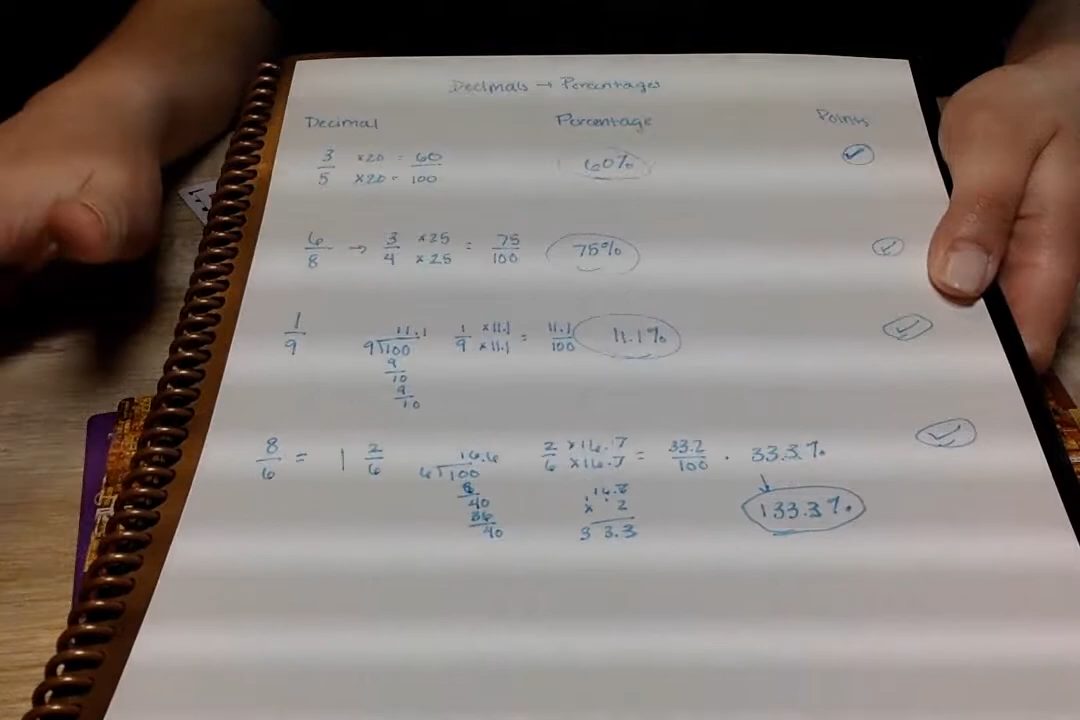 Decimals → Percentages
Decimal Percentage Points
3/5 ×20 = 60/100 ×20 = 60% ✓
6/8 → 3/4 ×25 ×25 = 75/100 75% ✓
1/9 9)100 11.1 1/9 ×11.1 ×11.1 = 11.1/100 11.1% ✓
9
10
9
10
8/6 = 1 2/6 6)100 16.6 2/6 ×16.7 ×16.7 = 33.2/100 . 33.3% ✓
6
40
36
40
× 2
33.3
133.3%